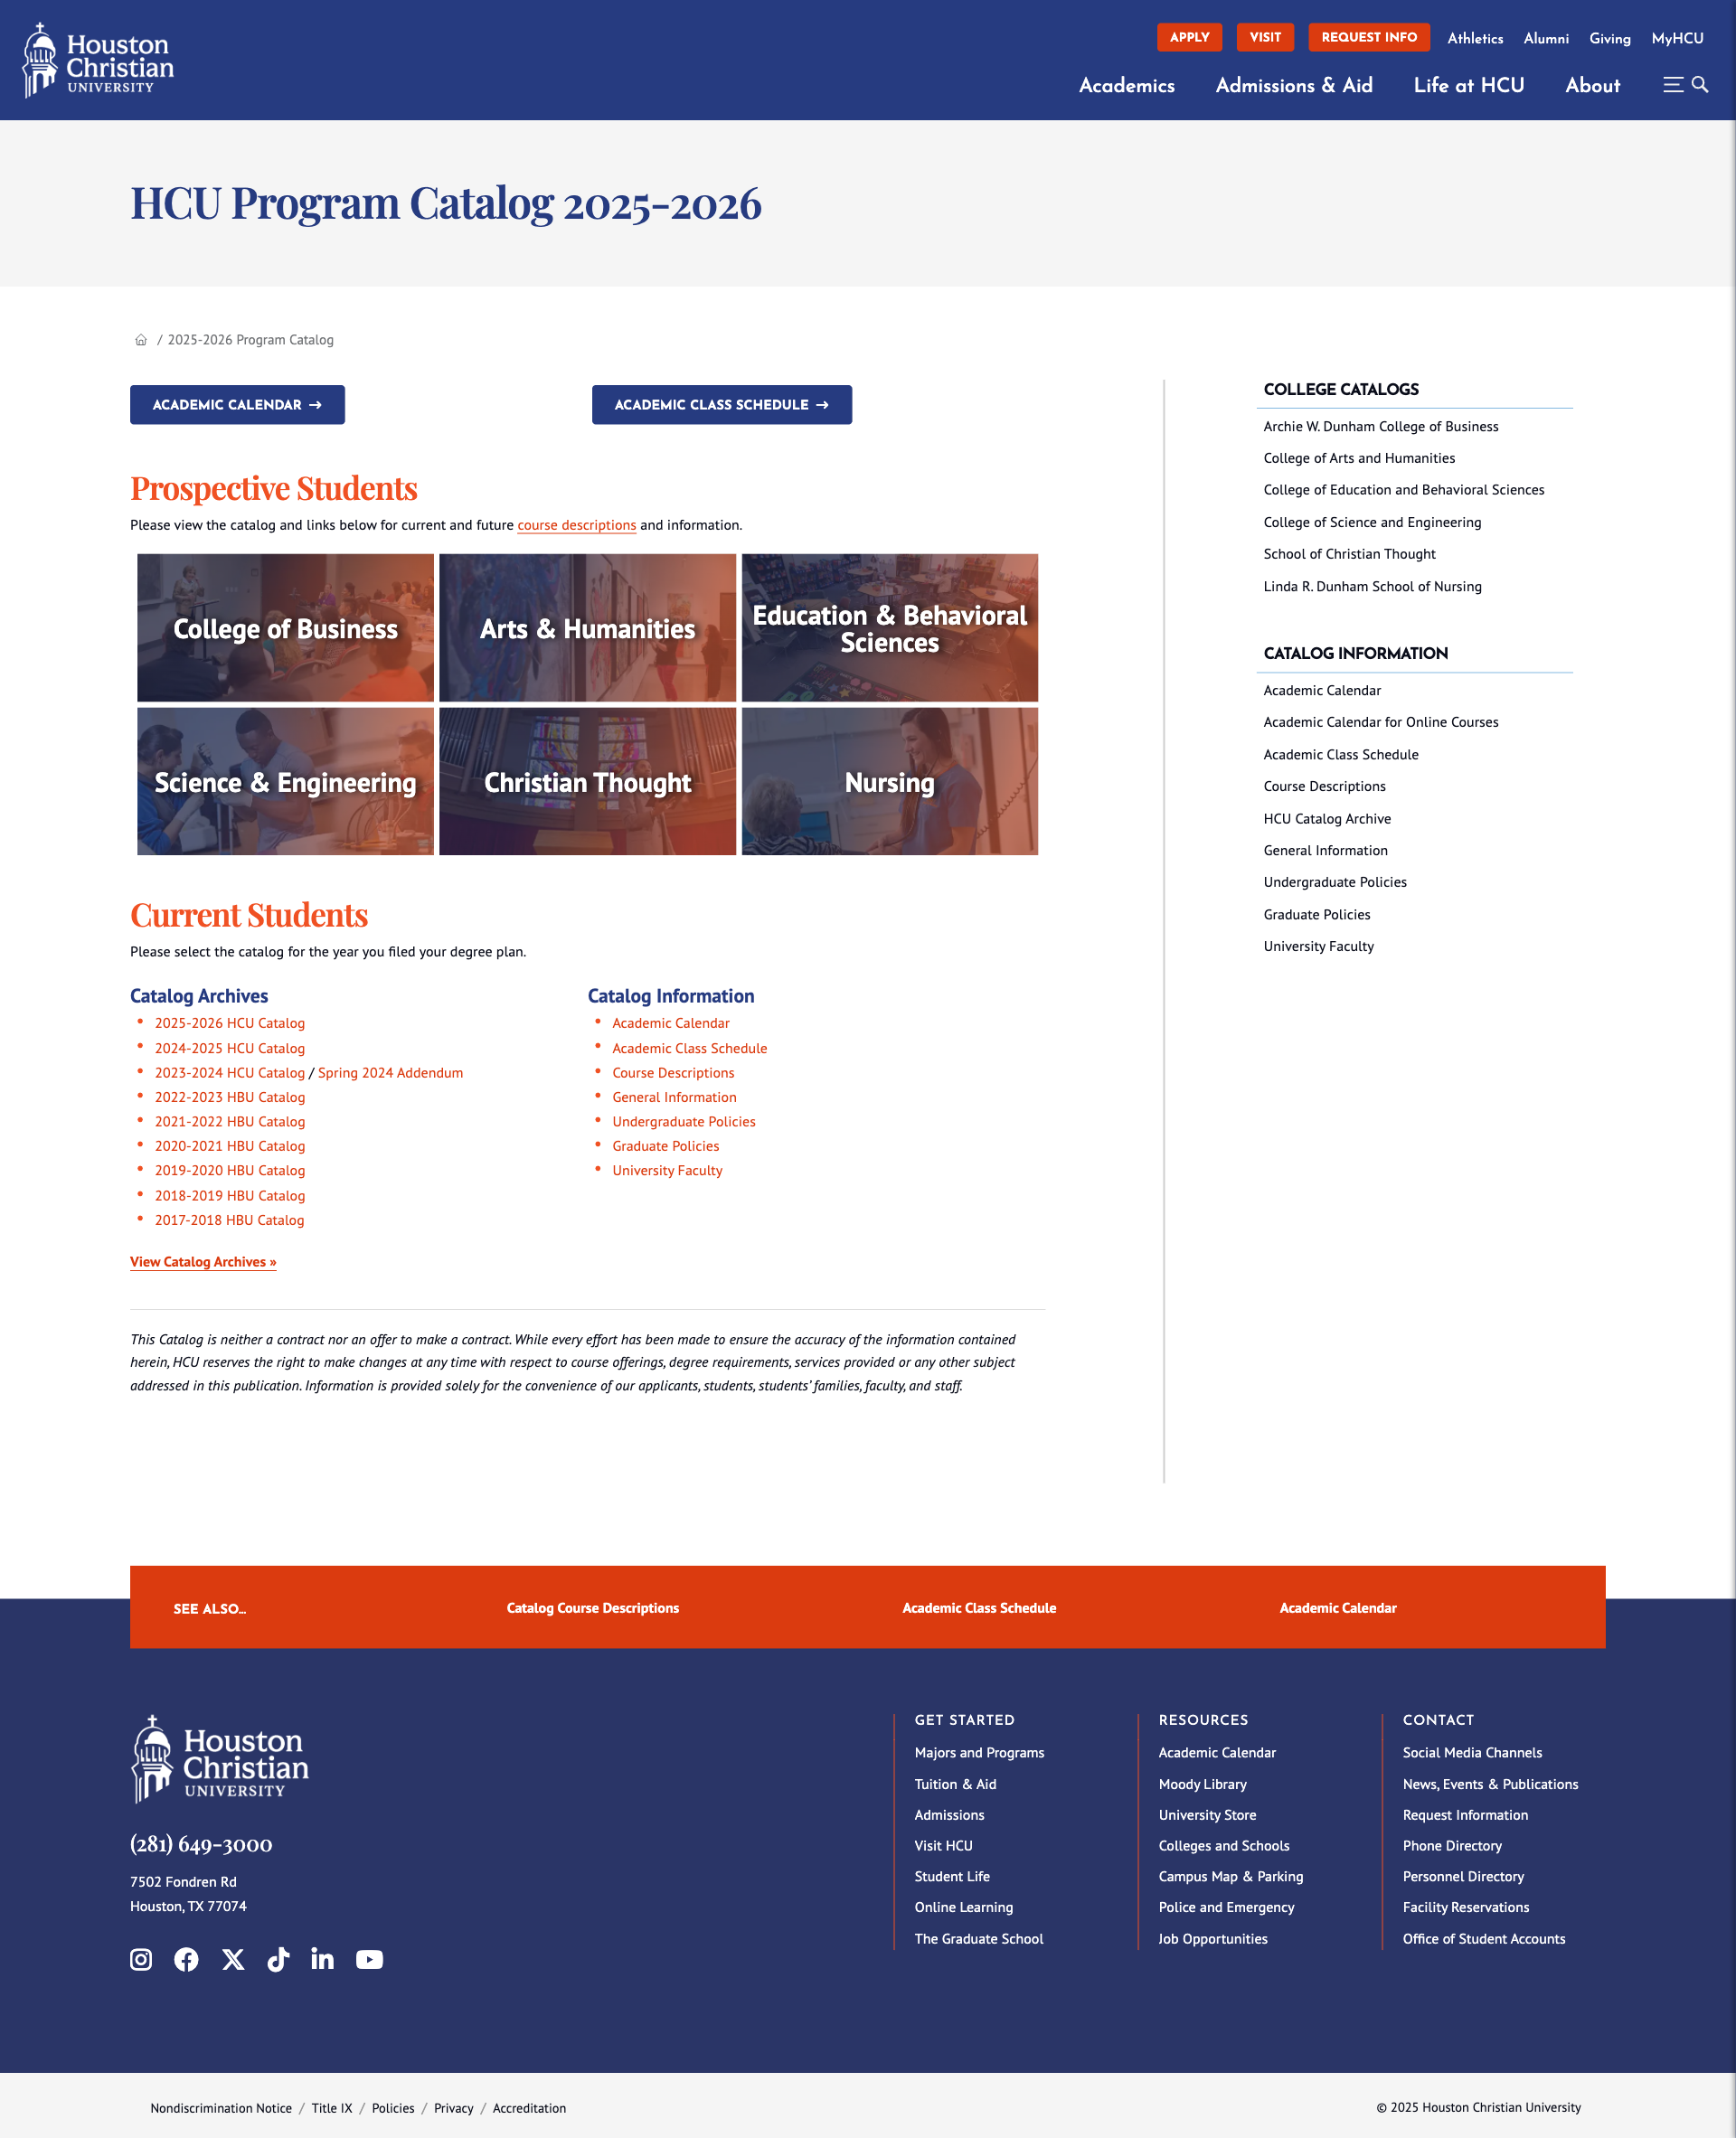 Houston
Christian
UNIVERSITY
APPLY
VISIT
REQUEST INFO
Athletics
Alumni
Giving
MyHCU
Academics
Admissions & Aid
Life at HCU
About
HCU Program Catalog 2025-2026
/ 2025-2026 Program Catalog
ACADEMIC CALENDAR →
ACADEMIC CLASS SCHEDULE →
Prospective Students
Please view the catalog and links below for current and future course descriptions and information.
College of Business
Arts & Humanities
Education & Behavioral
Sciences
Science & Engineering
Christian Thought
Nursing
Current Students
Please select the catalog for the year you filed your degree plan.
Catalog Archives
• 2025-2026 HCU Catalog
• 2024-2025 HCU Catalog
• 2023-2024 HCU Catalog / Spring 2024 Addendum
• 2022-2023 HBU Catalog
• 2021-2022 HBU Catalog
• 2020-2021 HBU Catalog
• 2019-2020 HBU Catalog
• 2018-2019 HBU Catalog
• 2017-2018 HBU Catalog
View Catalog Archives »
Catalog Information
• Academic Calendar
• Academic Class Schedule
• Course Descriptions
• General Information
• Undergraduate Policies
• Graduate Policies
• University Faculty
This Catalog is neither a contract nor an offer to make a contract. While every effort has been made to ensure the accuracy of the information contained
herein, HCU reserves the right to make changes at any time with respect to course offerings, degree requirements, services provided or any other subject
addressed in this publication. Information is provided solely for the convenience of our applicants, students, students' families, faculty, and staff.
COLLEGE CATALOGS
Archie W. Dunham College of Business
College of Arts and Humanities
College of Education and Behavioral Sciences
College of Science and Engineering
School of Christian Thought
Linda R. Dunham School of Nursing
CATALOG INFORMATION
Academic Calendar
Academic Calendar for Online Courses
Academic Class Schedule
Course Descriptions
HCU Catalog Archive
General Information
Undergraduate Policies
Graduate Policies
University Faculty
SEE ALSO...
Catalog Course Descriptions
Academic Class Schedule
Academic Calendar
Houston
Christian
UNIVERSITY
(281) 649-3000
7502 Fondren Rd
Houston, TX 77074
GET STARTED
Majors and Programs
Tuition & Aid
Admissions
Visit HCU
Student Life
Online Learning
The Graduate School
RESOURCES
Academic Calendar
Moody Library
University Store
Colleges and Schools
Campus Map & Parking
Police and Emergency
Job Opportunities
CONTACT
Social Media Channels
News, Events & Publications
Request Information
Phone Directory
Personnel Directory
Facility Reservations
Office of Student Accounts
Nondiscrimination Notice / Title IX / Policies / Privacy / Accreditation
© 2025 Houston Christian University